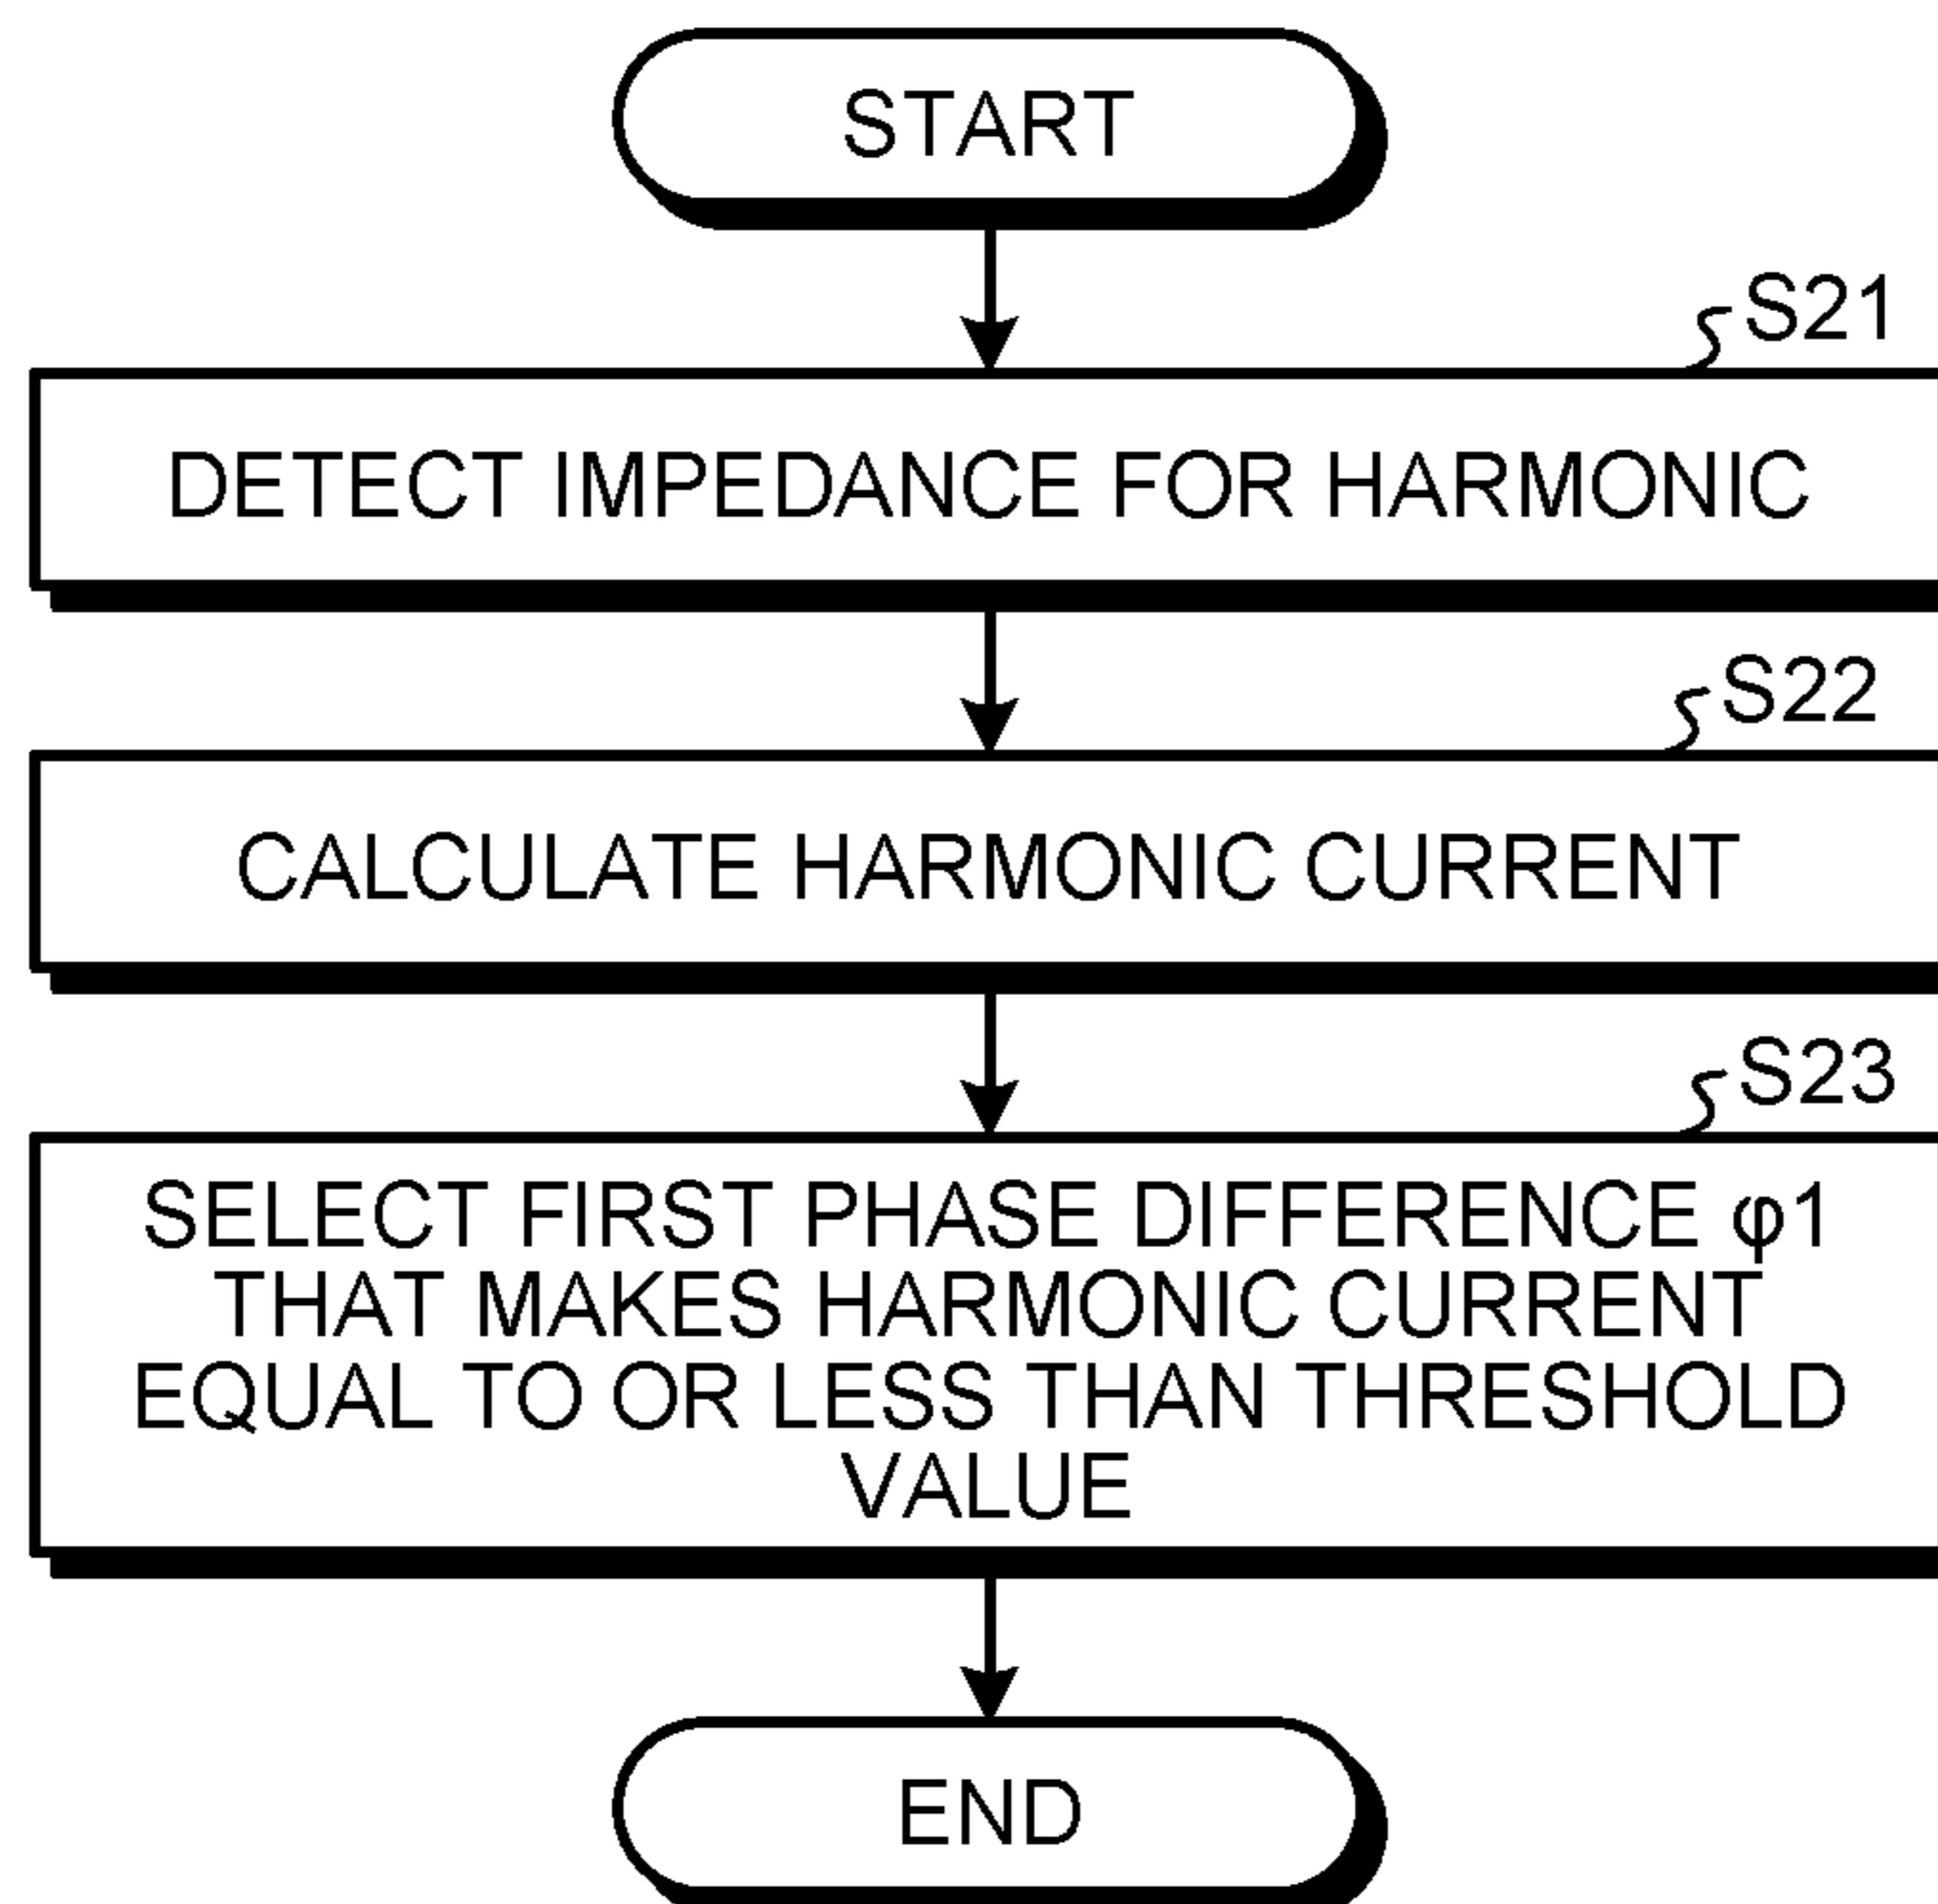 START
S21
DETECT IMPEDANCE FOR HARMONIC
S22
CALCULATE HARMONIC CURRENT
S23
SELECT FIRST PHASE DIFFERENCE φ1
THAT MAKES HARMONIC CURRENT
EQUAL TO OR LESS THAN THRESHOLD
VALUE
END